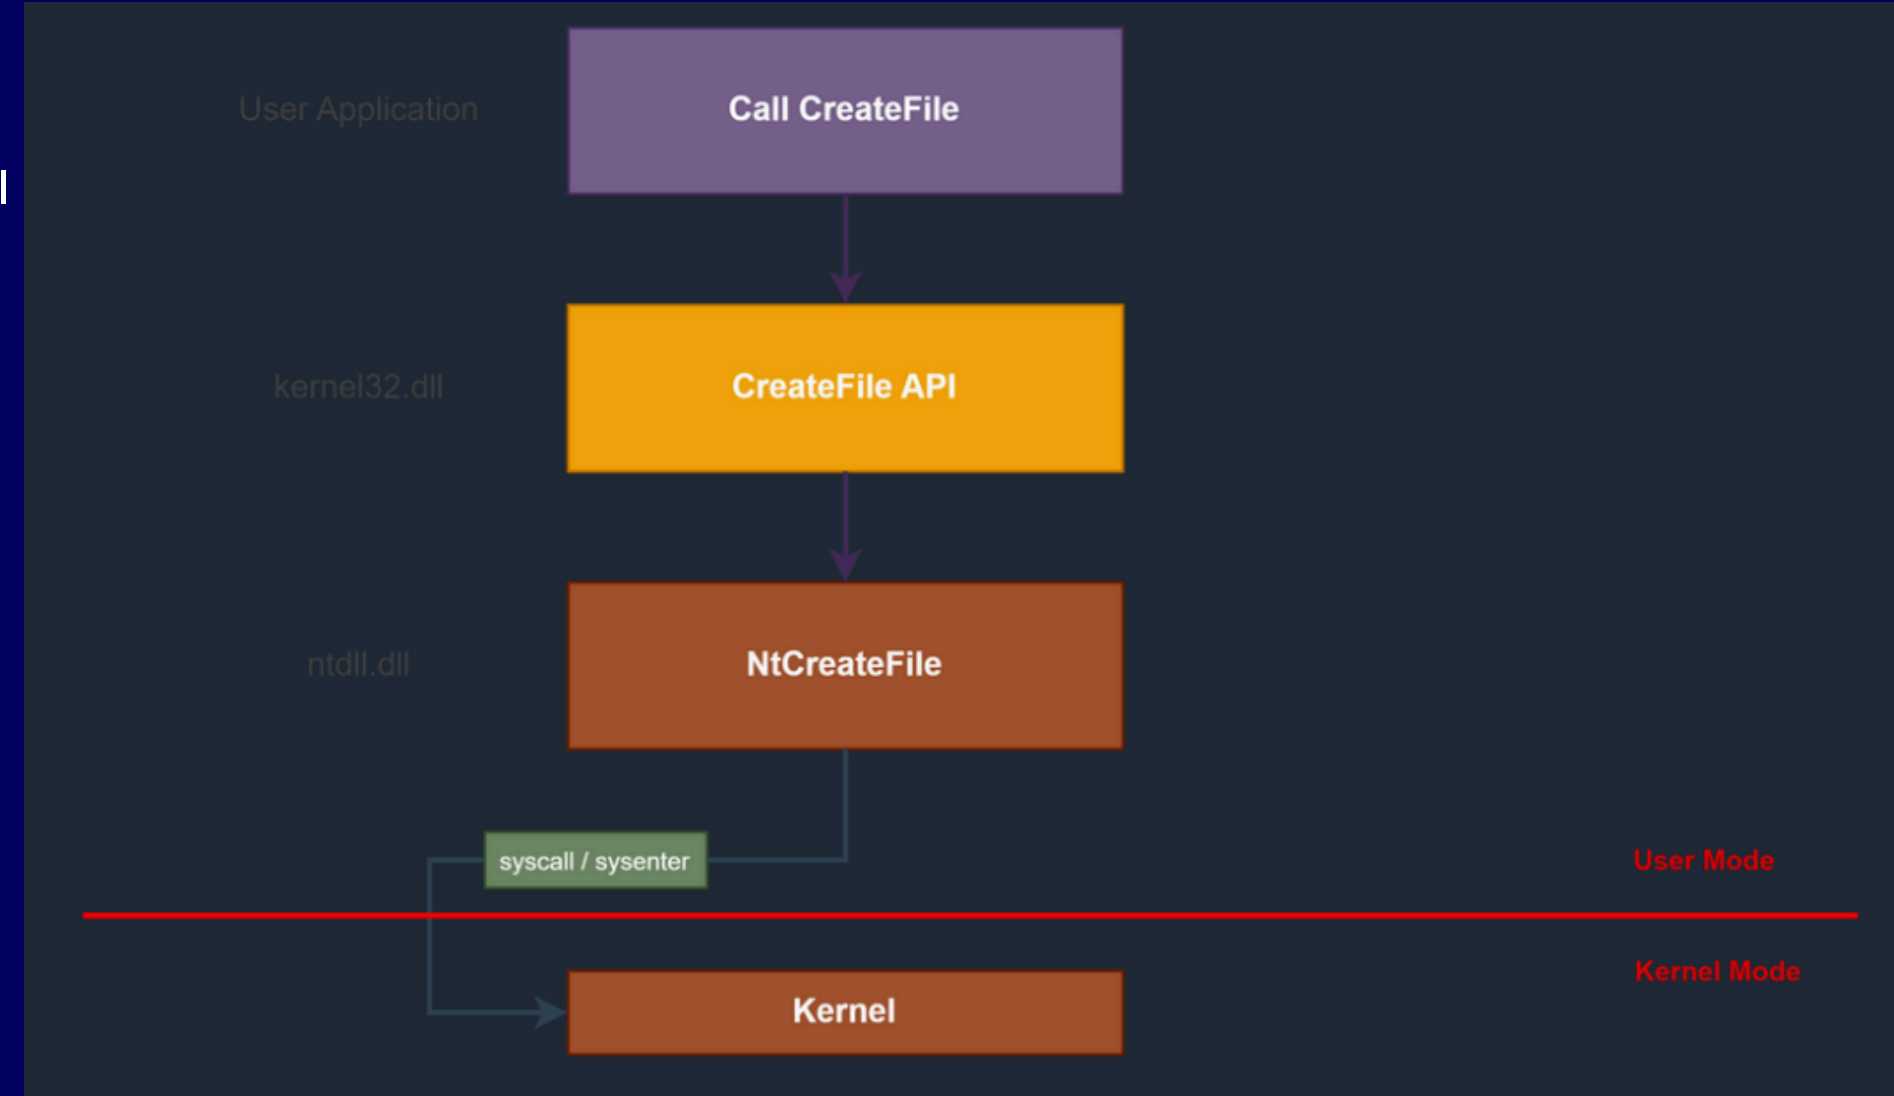 User Application
Call CreateFile
kernel32.dll
CreateFile API
ntdll.dll
NtCreateFile
syscall / sysenter
User Mode
Kernel Mode
Kernel